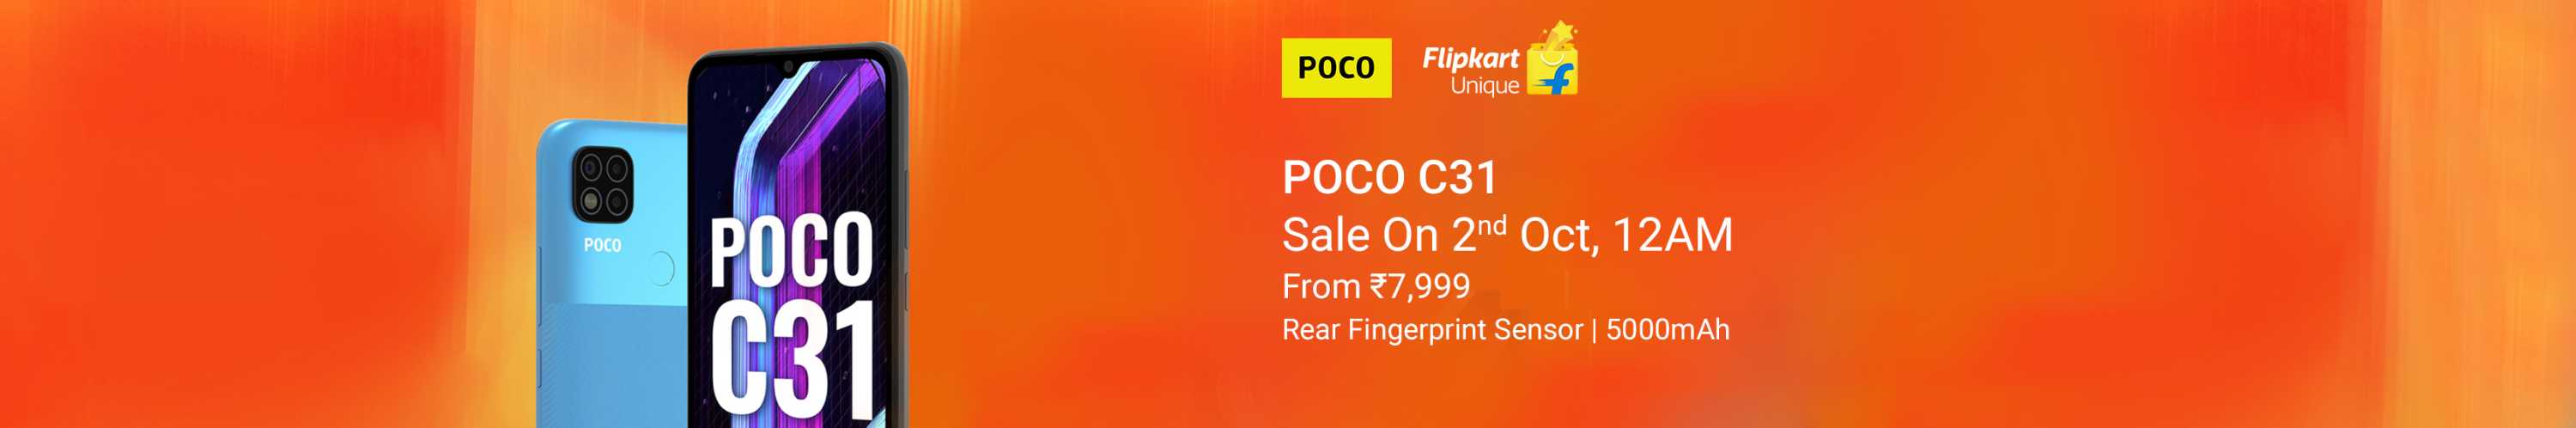 POCO
Flipkart
Unique
POCO
POCO
C31
POCO C31
Sale On 2nd Oct, 12AM
From ₹7,999
Rear Fingerprint Sensor | 5000mAh